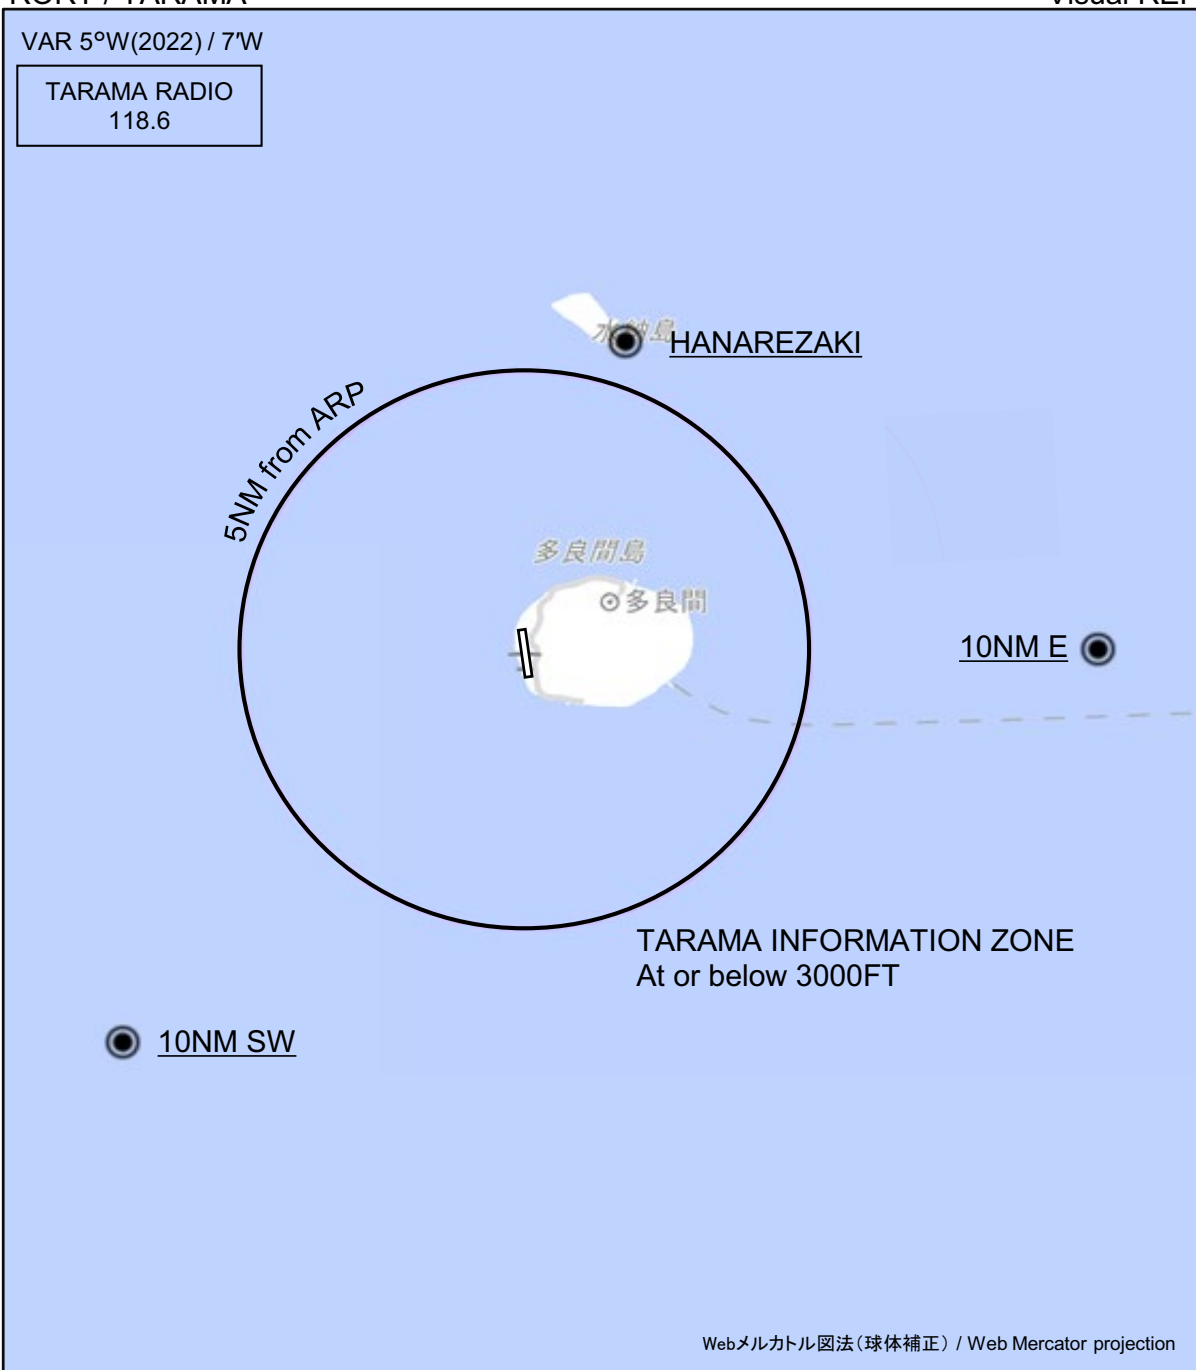 VAR 5°W(2022) / 7'W
TARAMA RADIO
118.6
HANAREZAKI
5NM from ARP
多良間島
多良間
10NM E
TARAMA INFORMATION ZONE
At or below 3000FT
10NM SW
Webメルカトル図法(球体補正) / Web Mercator projection